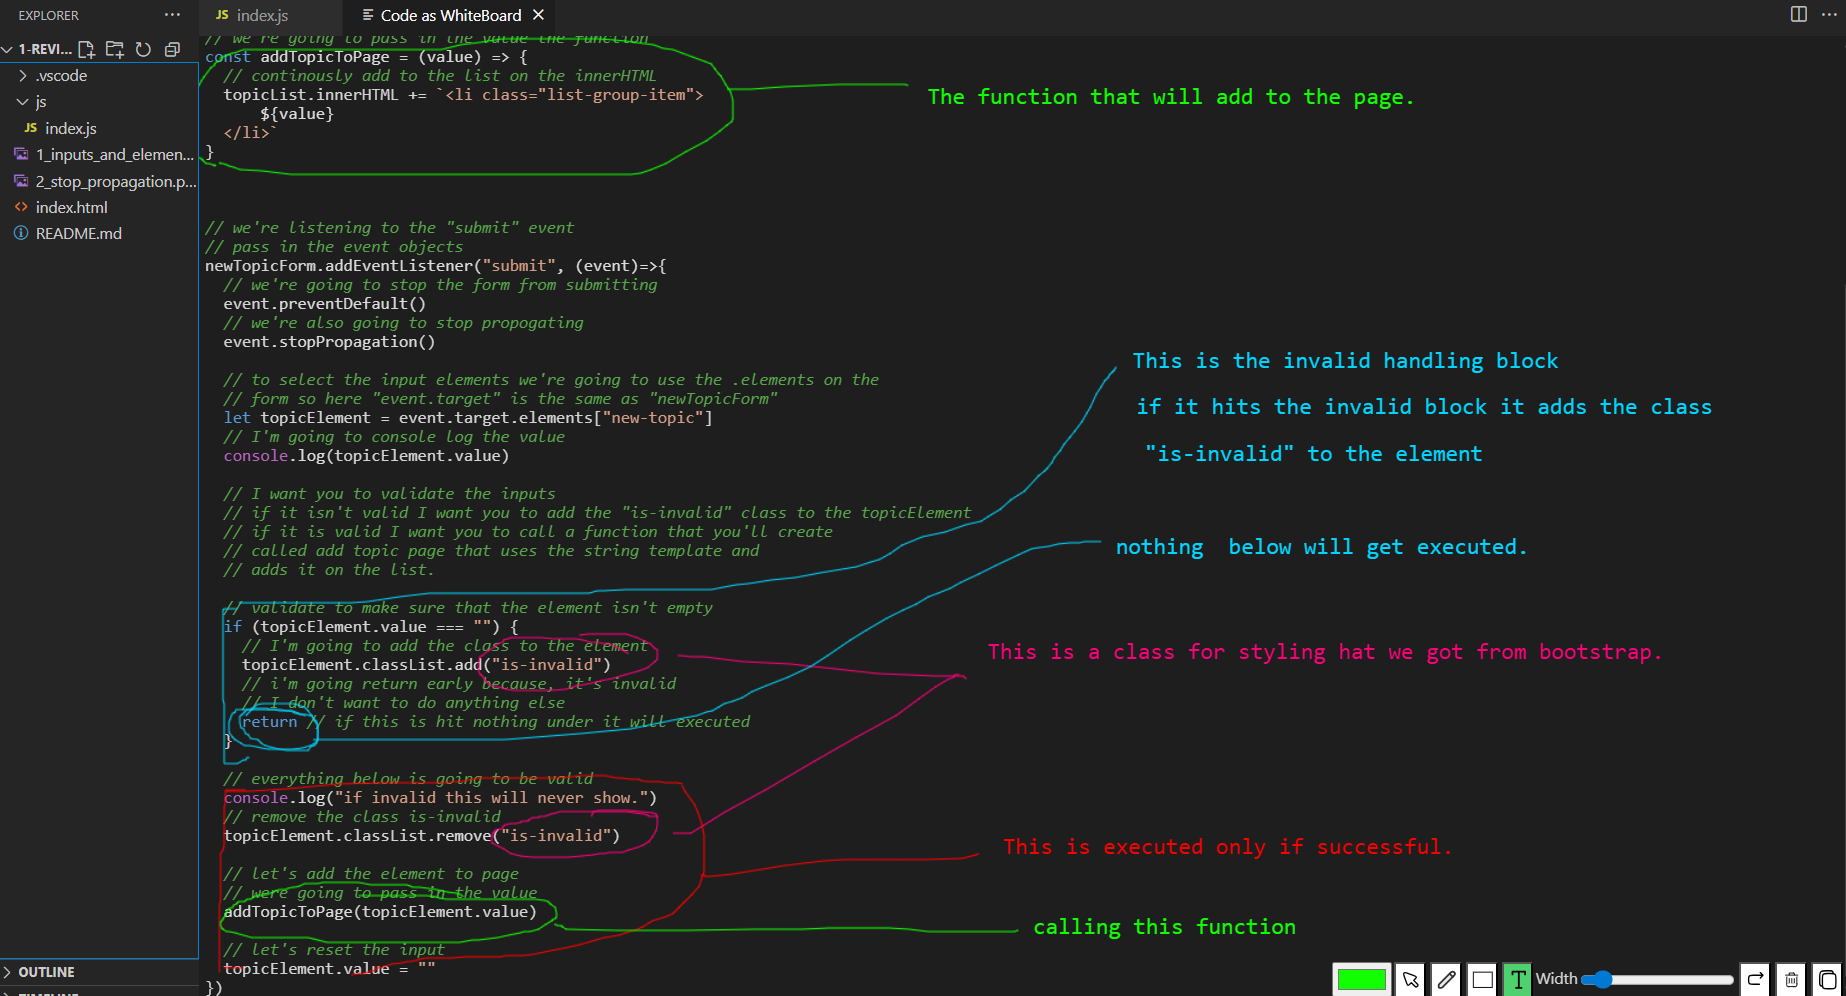 EXPLORER
···
JS index.js
Code as WhiteBoard
1-REVI...
.vscode
js
JS index.js
1_inputs_and_elemen...
2_stop_propagation.p...
index.html
README.md
OUTLINE
TIMELINE
// we're going to pass in the value the function
const addTopicToPage = (value) => {
// continously add to the list on the innerHTML
topicList.innerHTML += `<li class="list-group-item">
${value}
</li>`
}
The function that will add to the page.
// we're listening to the "submit" event
// pass in the event objects
newTopicForm.addEventListener("submit", (event)=>{
// we're going to stop the form from submitting
event.preventDefault()
// we're also going to stop propogating
event.stopPropagation()
// to select the input elements we're going to use the .elements on the
// form so here "event.target" is the same as "newTopicForm"
let topicElement = event.target.elements["new-topic"]
// I'm going to console log the value
console.log(topicElement.value)
This is the invalid handling block
if it hits the invalid block it adds the class
"is-invalid" to the element
// I want you to validate the inputs
// if it isn't valid I want you to add the "is-invalid" class to the topicElement
// if it is valid I want you to call a function that you'll create
// called add topic page that uses the string template and
// adds it on the list.
nothing  below will get executed.
// validate to make sure that the element isn't empty
if (topicElement.value === "") {
// I'm going to add the class to the element
topicElement.classList.add("is-invalid")
// i'm going return early because, it's invalid
// I don't want to do anything else
return // if this is hit nothing under it will executed
}
This is a class for styling hat we got from bootstrap.
// everything below is going to be valid
console.log("if invalid this will never show.")
// remove the class is-invalid
topicElement.classList.remove("is-invalid")
This is executed only if successful.
// let's add the element to page
// were going to pass in the value
addTopicToPage(topicElement.value)
calling this function
// let's reset the input
topicElement.value = ""
})
T Width